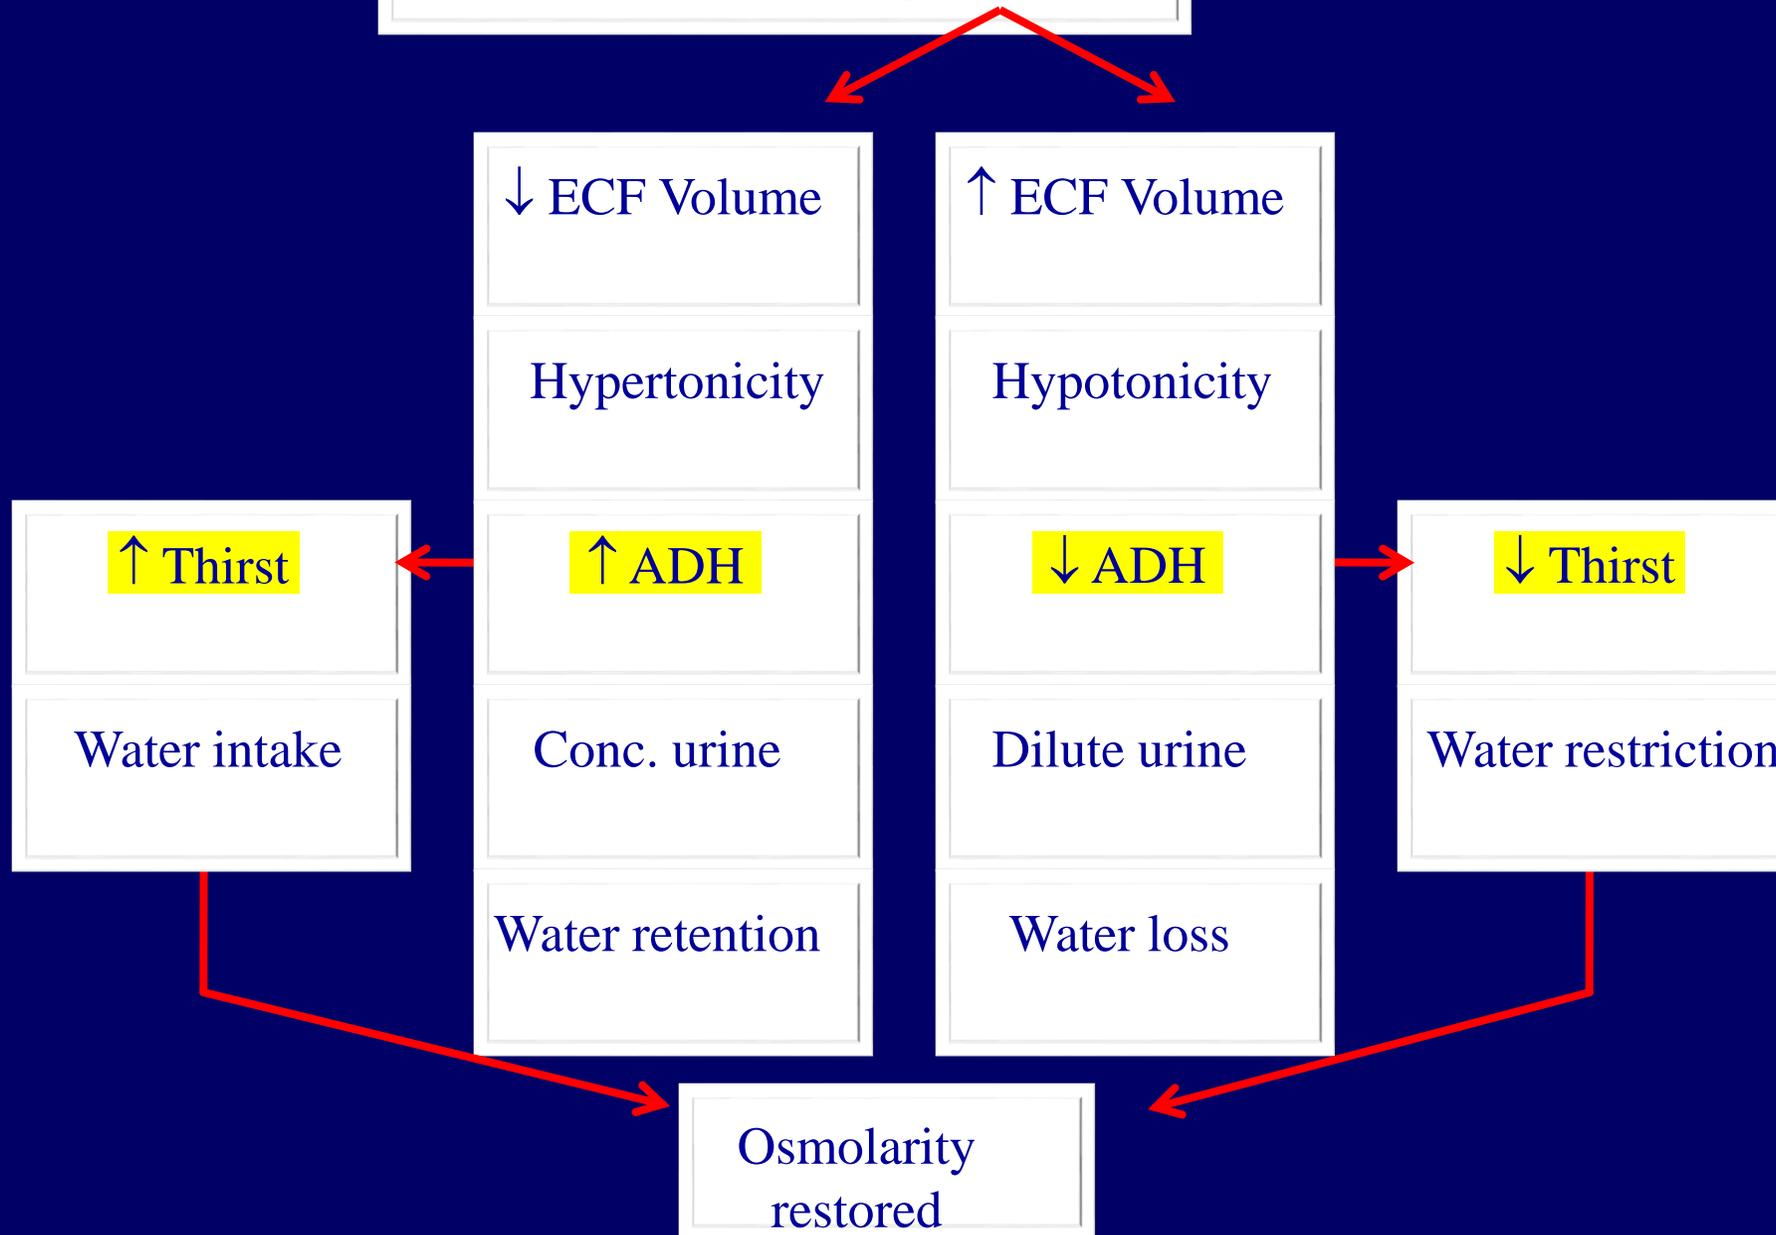 ↓ ECF Volume
Hypertonicity
↑ ADH
Conc. urine
Water retention
↑ ECF Volume
Hypotonicity
↓ ADH
Dilute urine
Water loss
↑ Thirst
Water intake
↓ Thirst
Water restriction
Osmolarity
restored